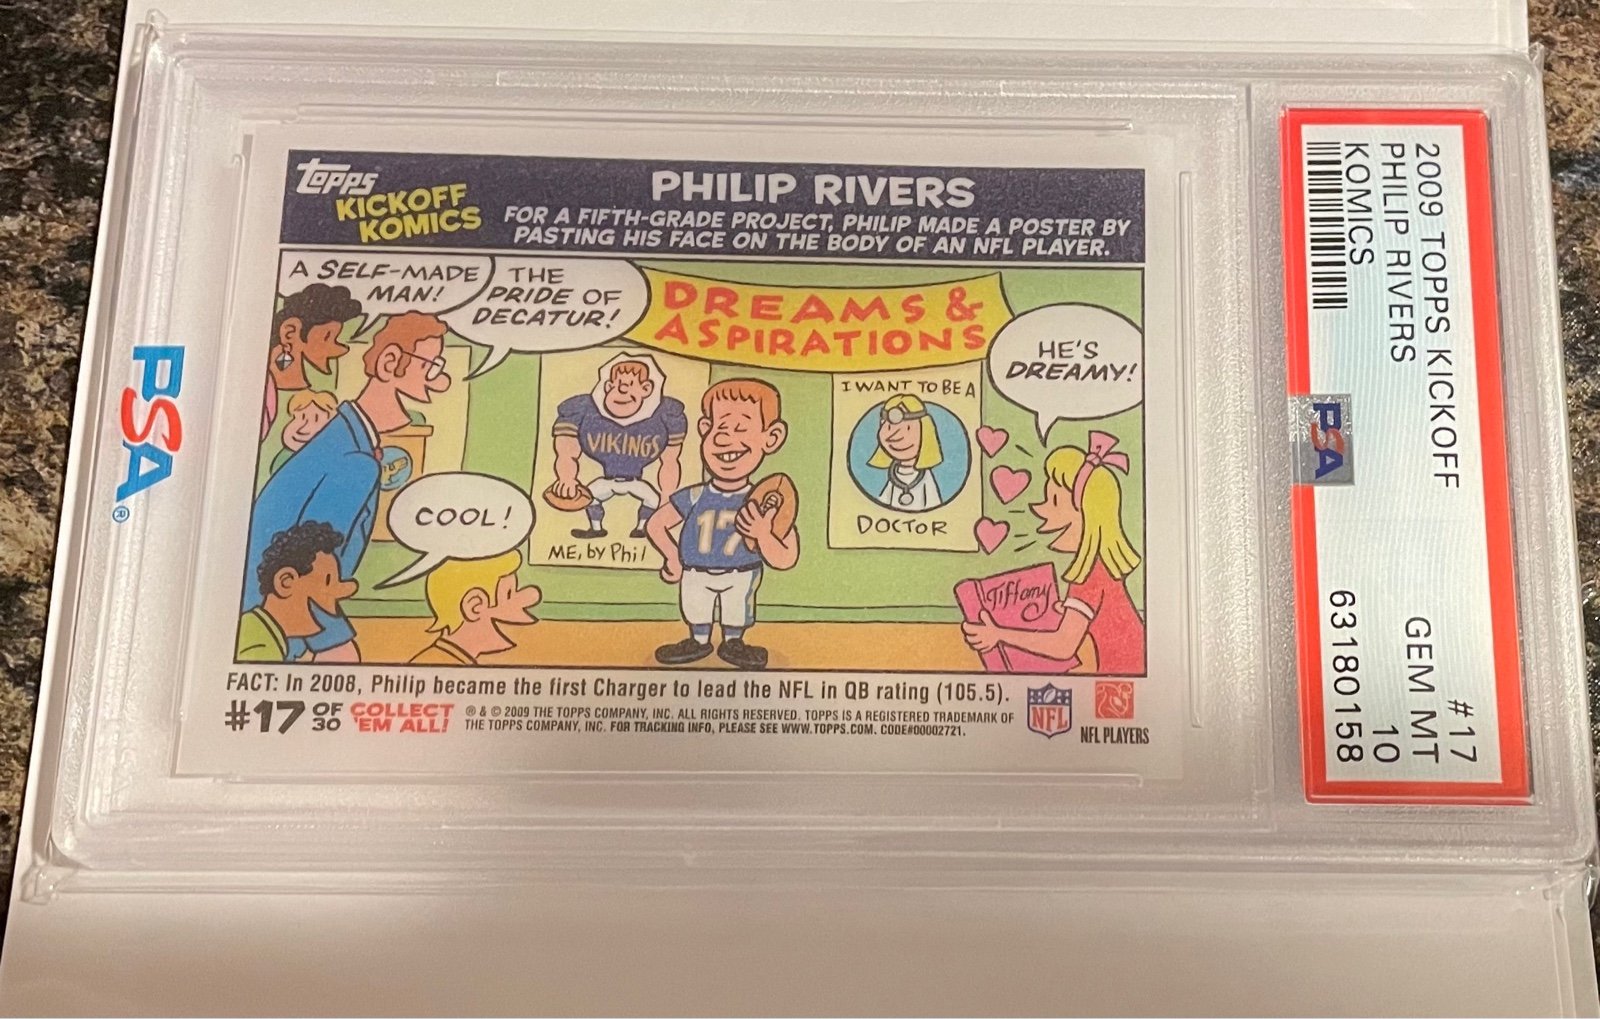 TOPPS
KICKOFF
KOMICS
PHILIP RIVERS
FOR A FIFTH-GRADE PROJECT, PHILIP MADE A POSTER BY
PASTING HIS FACE ON THE BODY OF AN NFL PLAYER.
A SELF-MADE
MAN!
THE
PRIDE OF
DECATUR!
DREAMS &
ASPIRATIONS
HE'S
DREAMY!
I WANT TO BE A
DOCTOR
VIKINGS
ME, by Phil
17
COOL!
Tiffany
FACT: In 2008, Philip became the first Charger to lead the NFL in QB rating (105.5).
#17 OF 30
COLLECT
'EM ALL!
® & © 2009 THE TOPPS COMPANY, INC. ALL RIGHTS RESERVED. TOPPS IS A REGISTERED TRADEMARK OF
THE TOPPS COMPANY, INC. FOR TRACKING INFO, PLEASE SEE WWW.TOPPS.COM. CODE#00002721.
NFL
NFL PLAYERS
PSA®
2009 TOPPS KICKOFF #17
PHILIP RIVERS GEM MT
KOMICS 10
63180158
PSA